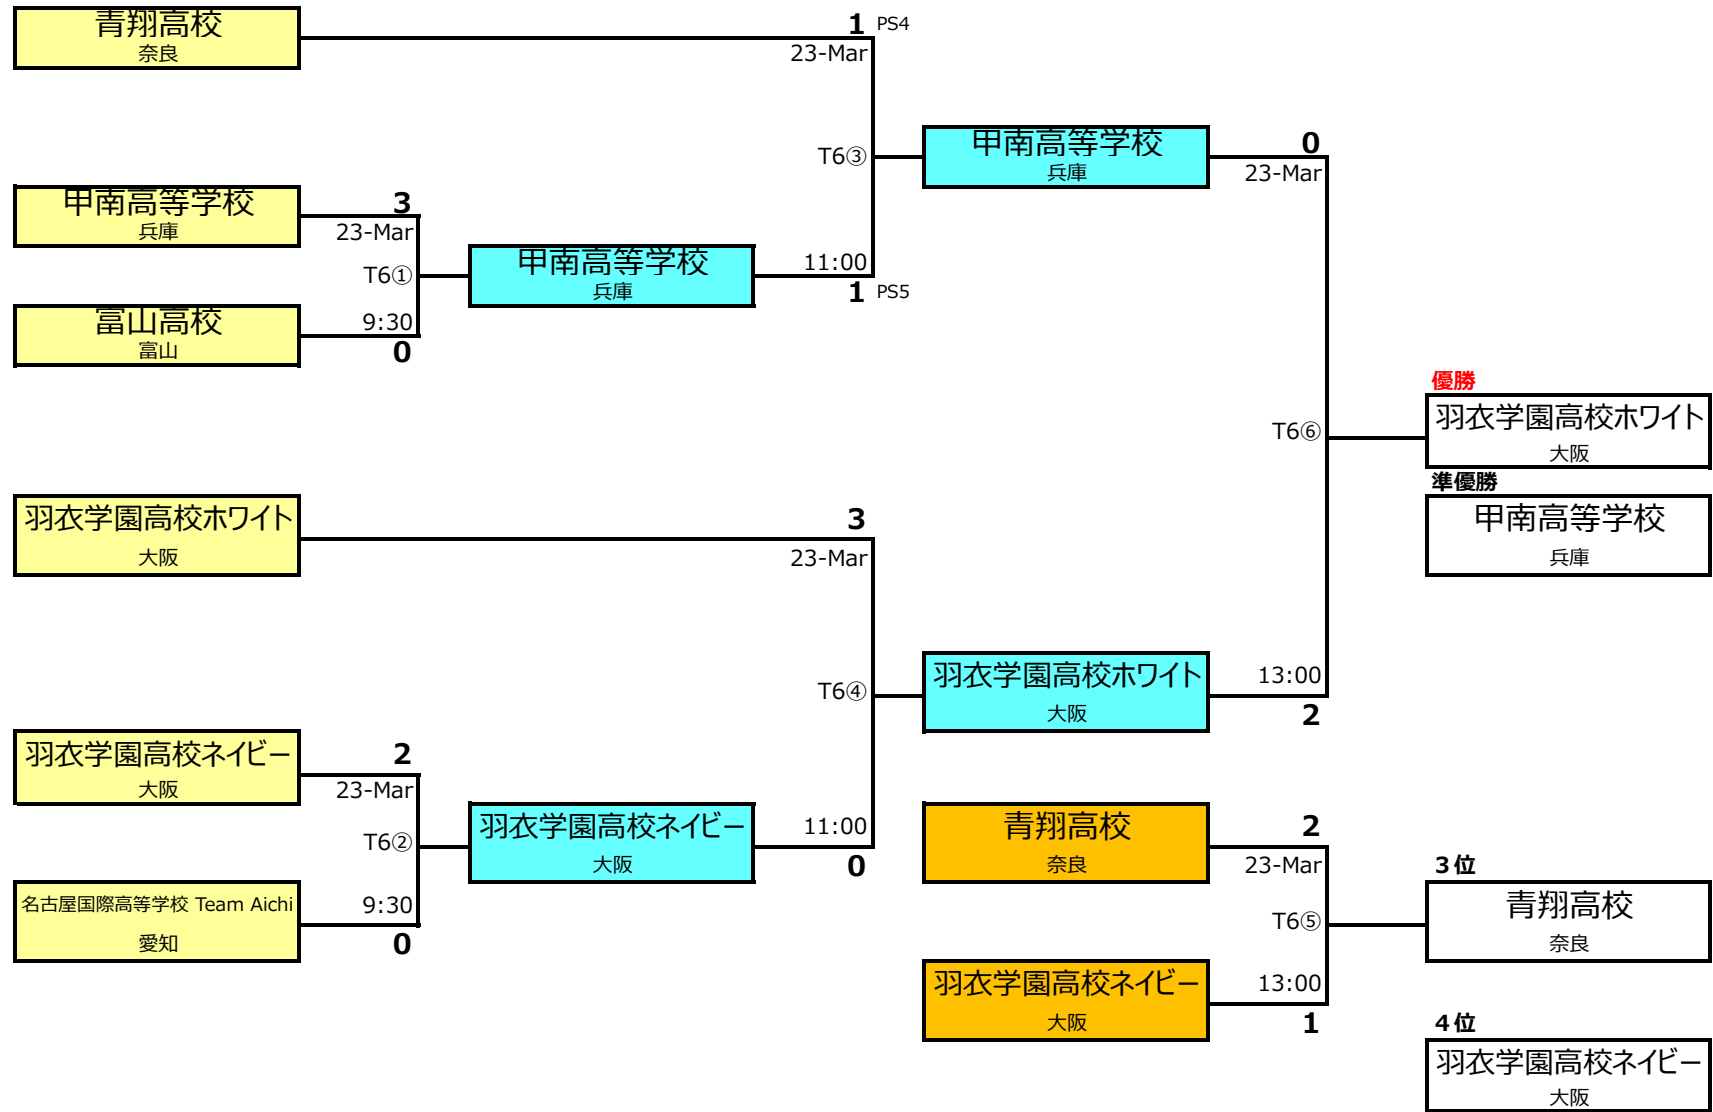 青翔高校
奈良
1 PS4
23-Mar
T6③
11:00
1 PS5
甲南高等学校
兵庫
3
23-Mar
T6①
9:30
0
富山高校
富山
甲南高等学校
兵庫
甲南高等学校
兵庫
0
23-Mar
T6⑥
13:00
2
優勝
羽衣学園高校ホワイト
大阪
準優勝
甲南高等学校
兵庫
羽衣学園高校ホワイト
大阪
3
23-Mar
T6④
11:00
0
羽衣学園高校ホワイト
大阪
羽衣学園高校ネイビー
大阪
2
23-Mar
T6②
9:30
0
名古屋国際高等学校 Team Aichi
愛知
羽衣学園高校ネイビー
大阪
青翔高校
奈良
2
23-Mar
T6⑤
13:00
1
羽衣学園高校ネイビー
大阪
３位
青翔高校
奈良
４位
羽衣学園高校ネイビー
大阪